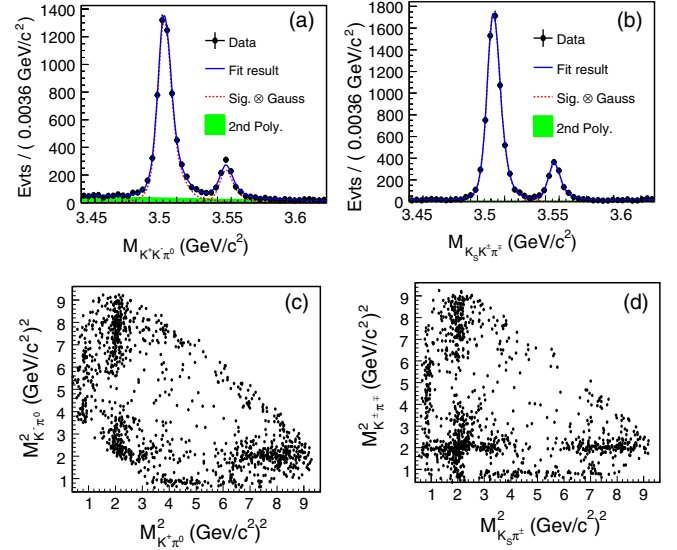 (a)
1400
1200
1000
800
600
400
200
0
Evts / ( 0.0036 GeV/c²)
Data
Fit result
Sig. ⊗ Gauss
2nd Poly.
3.45 3.5 3.55 3.6
M K⁺K⁻π⁰ (GeV/c²)
(b)
1800
1600
1400
1200
1000
800
600
400
200
0
Evts / ( 0.0036 GeV/c²)
Data
Fit result
Sig. ⊗ Gauss
2nd Poly.
3.45 3.5 3.55 3.6
M K_S K^± π^∓ (GeV/c²)
(c)
9
8
7
6
5
4
3
2
1
M² K⁻π⁰ (GeV/c²)²
1 2 3 4 5 6 7 8 9
M² K⁺π⁰ (GeV/c²)²
(d)
9
8
7
6
5
4
3
2
1
M² K^± π^∓ (GeV/c²)²
1 2 3 4 5 6 7 8 9
M² K_S π^± (GeV/c²)²